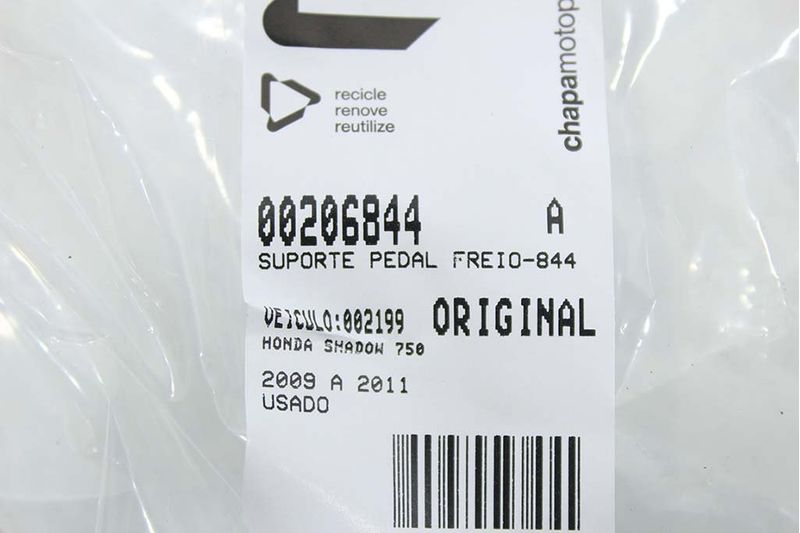 recicle
renove
reutilize
chapamotop
00206844 A
SUPORTE PEDAL FREIO-844
VEICULO:002199 ORIGINAL
HONDA SHADOW 750
2009 A 2011
USADO